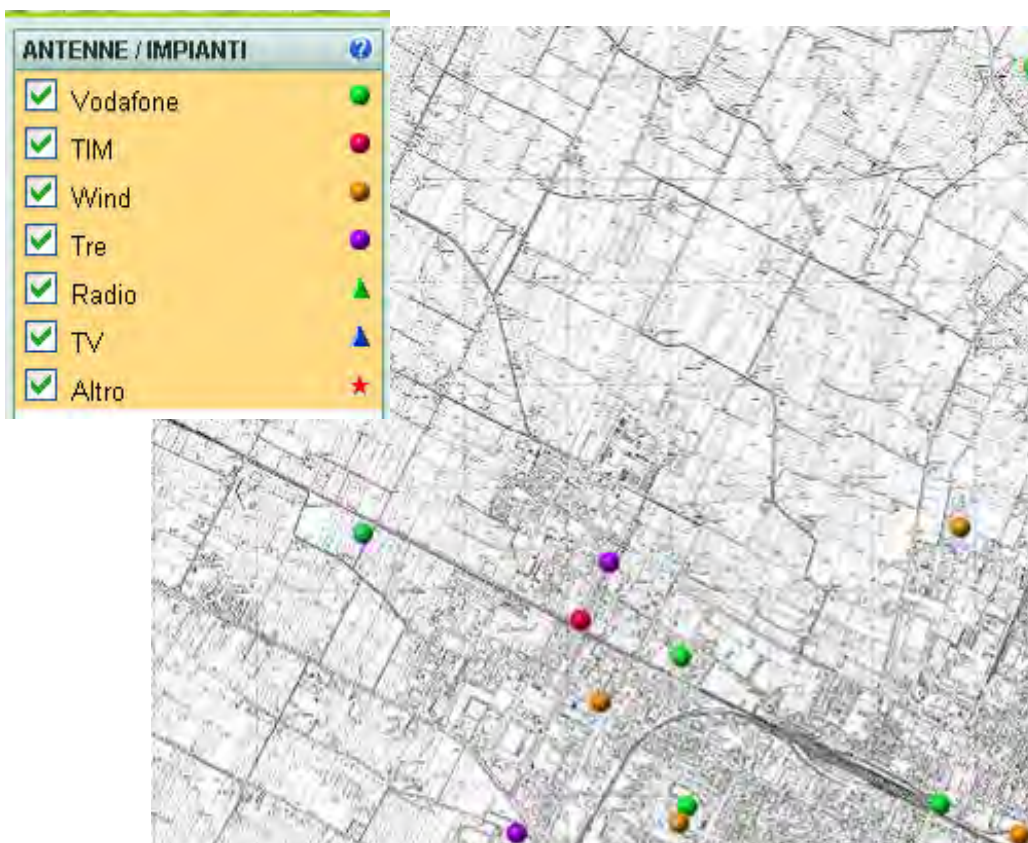 ANTENNE / IMPIANTI
Vodafone
TIM
Wind
Tre
Radio
TV
Altro